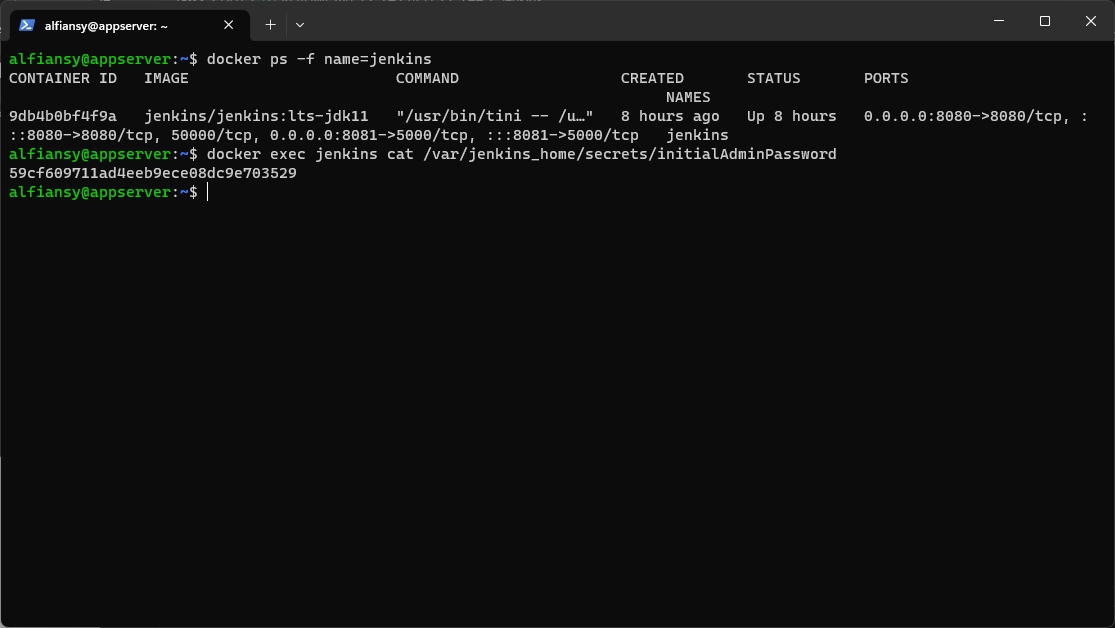 alfiansy@appserver: ~
alfiansy@appserver:~$ docker ps -f name=jenkins
CONTAINER ID   IMAGE                       COMMAND                  CREATED       STATUS       PORTS
                                                                         NAMES
9db4b0bf4f9a   jenkins/jenkins:lts-jdk11   "/usr/bin/tini -- /u…"   8 hours ago   Up 8 hours   0.0.0.0:8080->8080/tcp, :
::8080->8080/tcp, 50000/tcp, 0.0.0.0:8081->5000/tcp, :::8081->5000/tcp   jenkins
alfiansy@appserver:~$ docker exec jenkins cat /var/jenkins_home/secrets/initialAdminPassword
59cf609711ad4eeb9ece08dc9e703529
alfiansy@appserver:~$